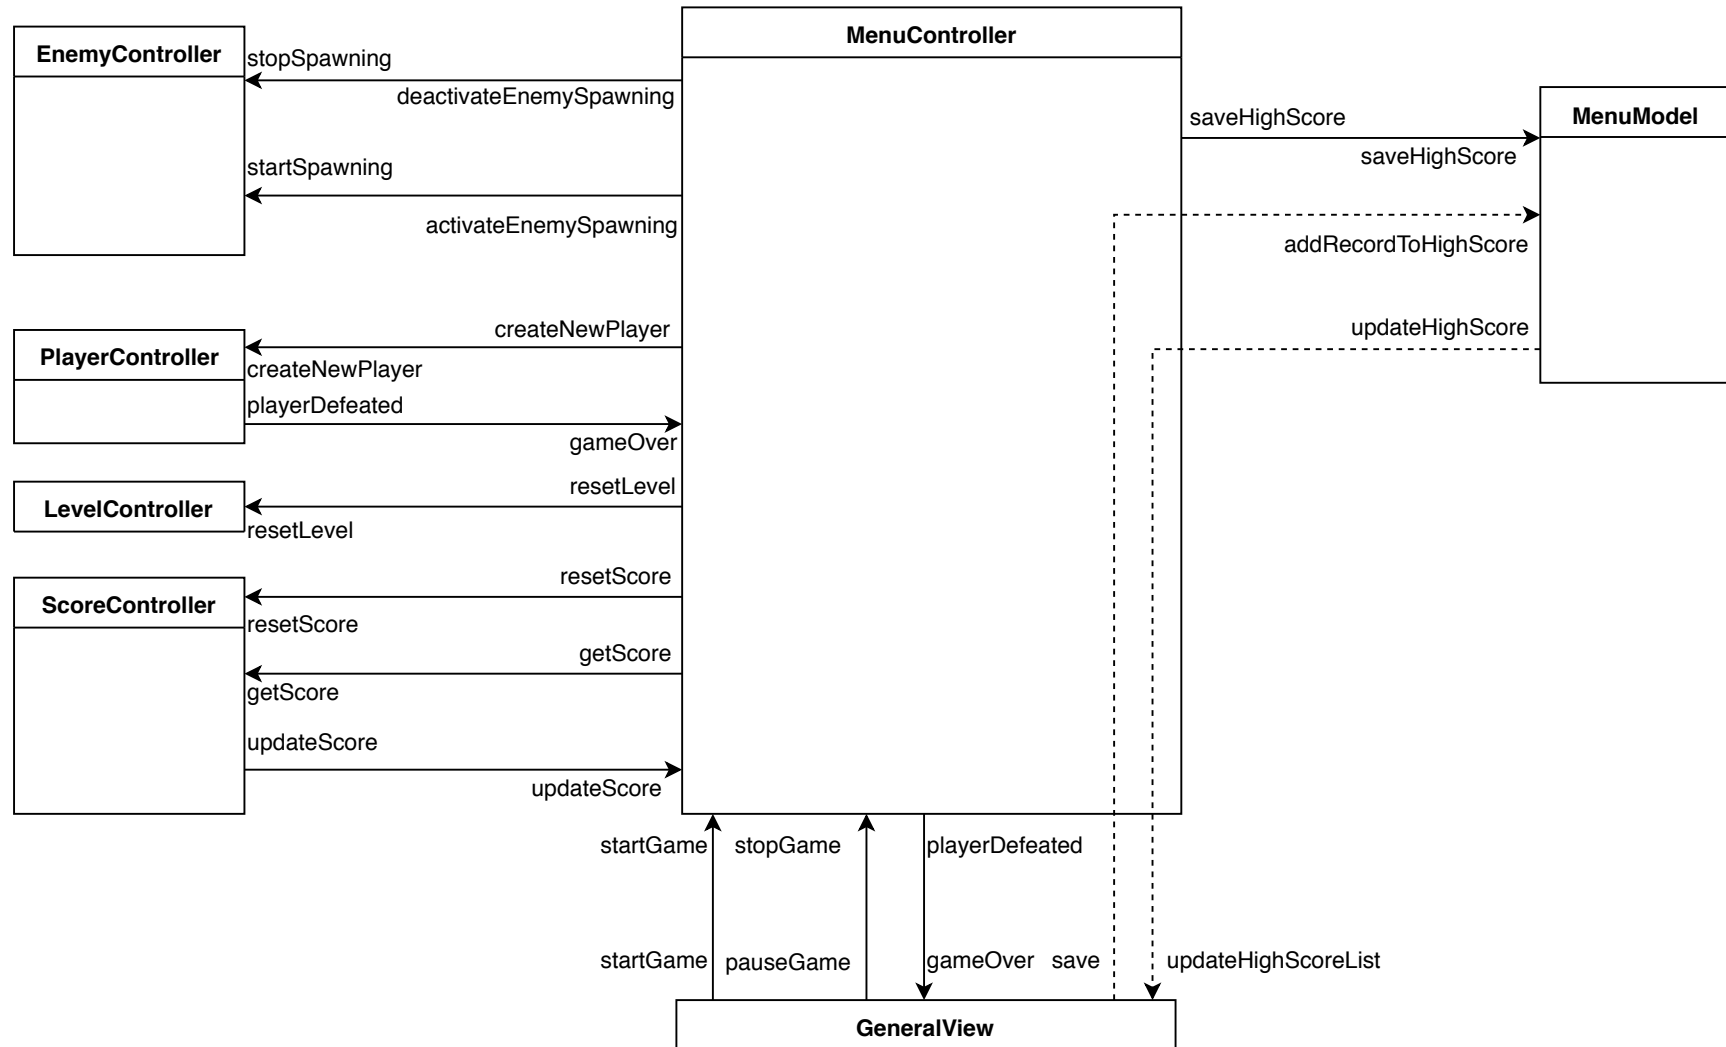 MenuController
EnemyController
stopSpawning
deactivateEnemySpawning
startSpawning
activateEnemySpawning
saveHighScore
MenuModel
saveHighScore
addRecordToHighScore
updateHighScore
createNewPlayer
PlayerController
createNewPlayer
playerDefeated
gameOver
resetLevel
LevelController
resetLevel
resetScore
ScoreController
resetScore
getScore
getScore
updateScore
updateScore
startGame
stopGame
playerDefeated
startGame
pauseGame
gameOver
save
updateHighScoreList
GeneralView